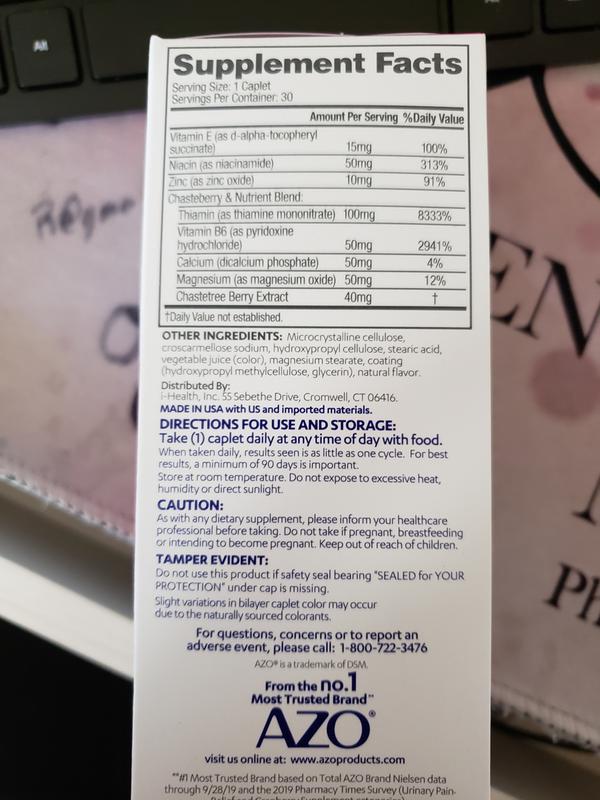 Alt
Supplement Facts
Serving Size: 1 Caplet
Servings Per Container: 30
Amount Per Serving %Daily Value
Vitamin E (as d-alpha-tocopheryl
succinate) 15mg 100%
Niacin (as niacinamide) 50mg 313%
Zinc (as zinc oxide) 10mg 91%
Chasteberry & Nutrient Blend:
Thiamin (as thiamine mononitrate) 100mg 8333%
Vitamin B6 (as pyridoxine
hydrochloride) 50mg 2941%
Calcium (dicalcium phosphate) 50mg 4%
Magnesium (as magnesium oxide) 50mg 12%
Chastetree Berry Extract 40mg †
†Daily Value not established.
OTHER INGREDIENTS: Microcrystalline cellulose,
croscarmellose sodium, hydroxypropyl cellulose, stearic acid,
vegetable juice (color), magnesium stearate, coating
(hydroxypropyl methylcellulose, glycerin), natural flavor.
Distributed By:
i-Health, Inc. 55 Sebethe Drive, Cromwell, CT 06416.
MADE IN USA with US and imported materials.
DIRECTIONS FOR USE AND STORAGE:
Take (1) caplet daily at any time of day with food.
When taken daily, results seen is as little as one cycle. For best
results, a minimum of 90 days is important.
Store at room temperature. Do not expose to excessive heat,
humidity or direct sunlight.
CAUTION:
As with any dietary supplement, please inform your healthcare
professional before taking. Do not take if pregnant, breastfeeding
or intending to become pregnant. Keep out of reach of children.
TAMPER EVIDENT:
Do not use this product if safety seal bearing "SEALED for YOUR
PROTECTION" under cap is missing.
Slight variations in bilayer caplet color may occur
due to the naturally sourced colorants.
For questions, concerns or to report an
adverse event, please call: 1-800-722-3476
AZO® is a trademark of DSM.
From the no.1
Most Trusted Brand**
AZO®
visit us online at: www.azoproducts.com
**#1 Most Trusted Brand based on Total AZO Brand Nielsen data
through 9/28/19 and the 2019 Pharmacy Times Survey (Urinary Pain
EN
Ph